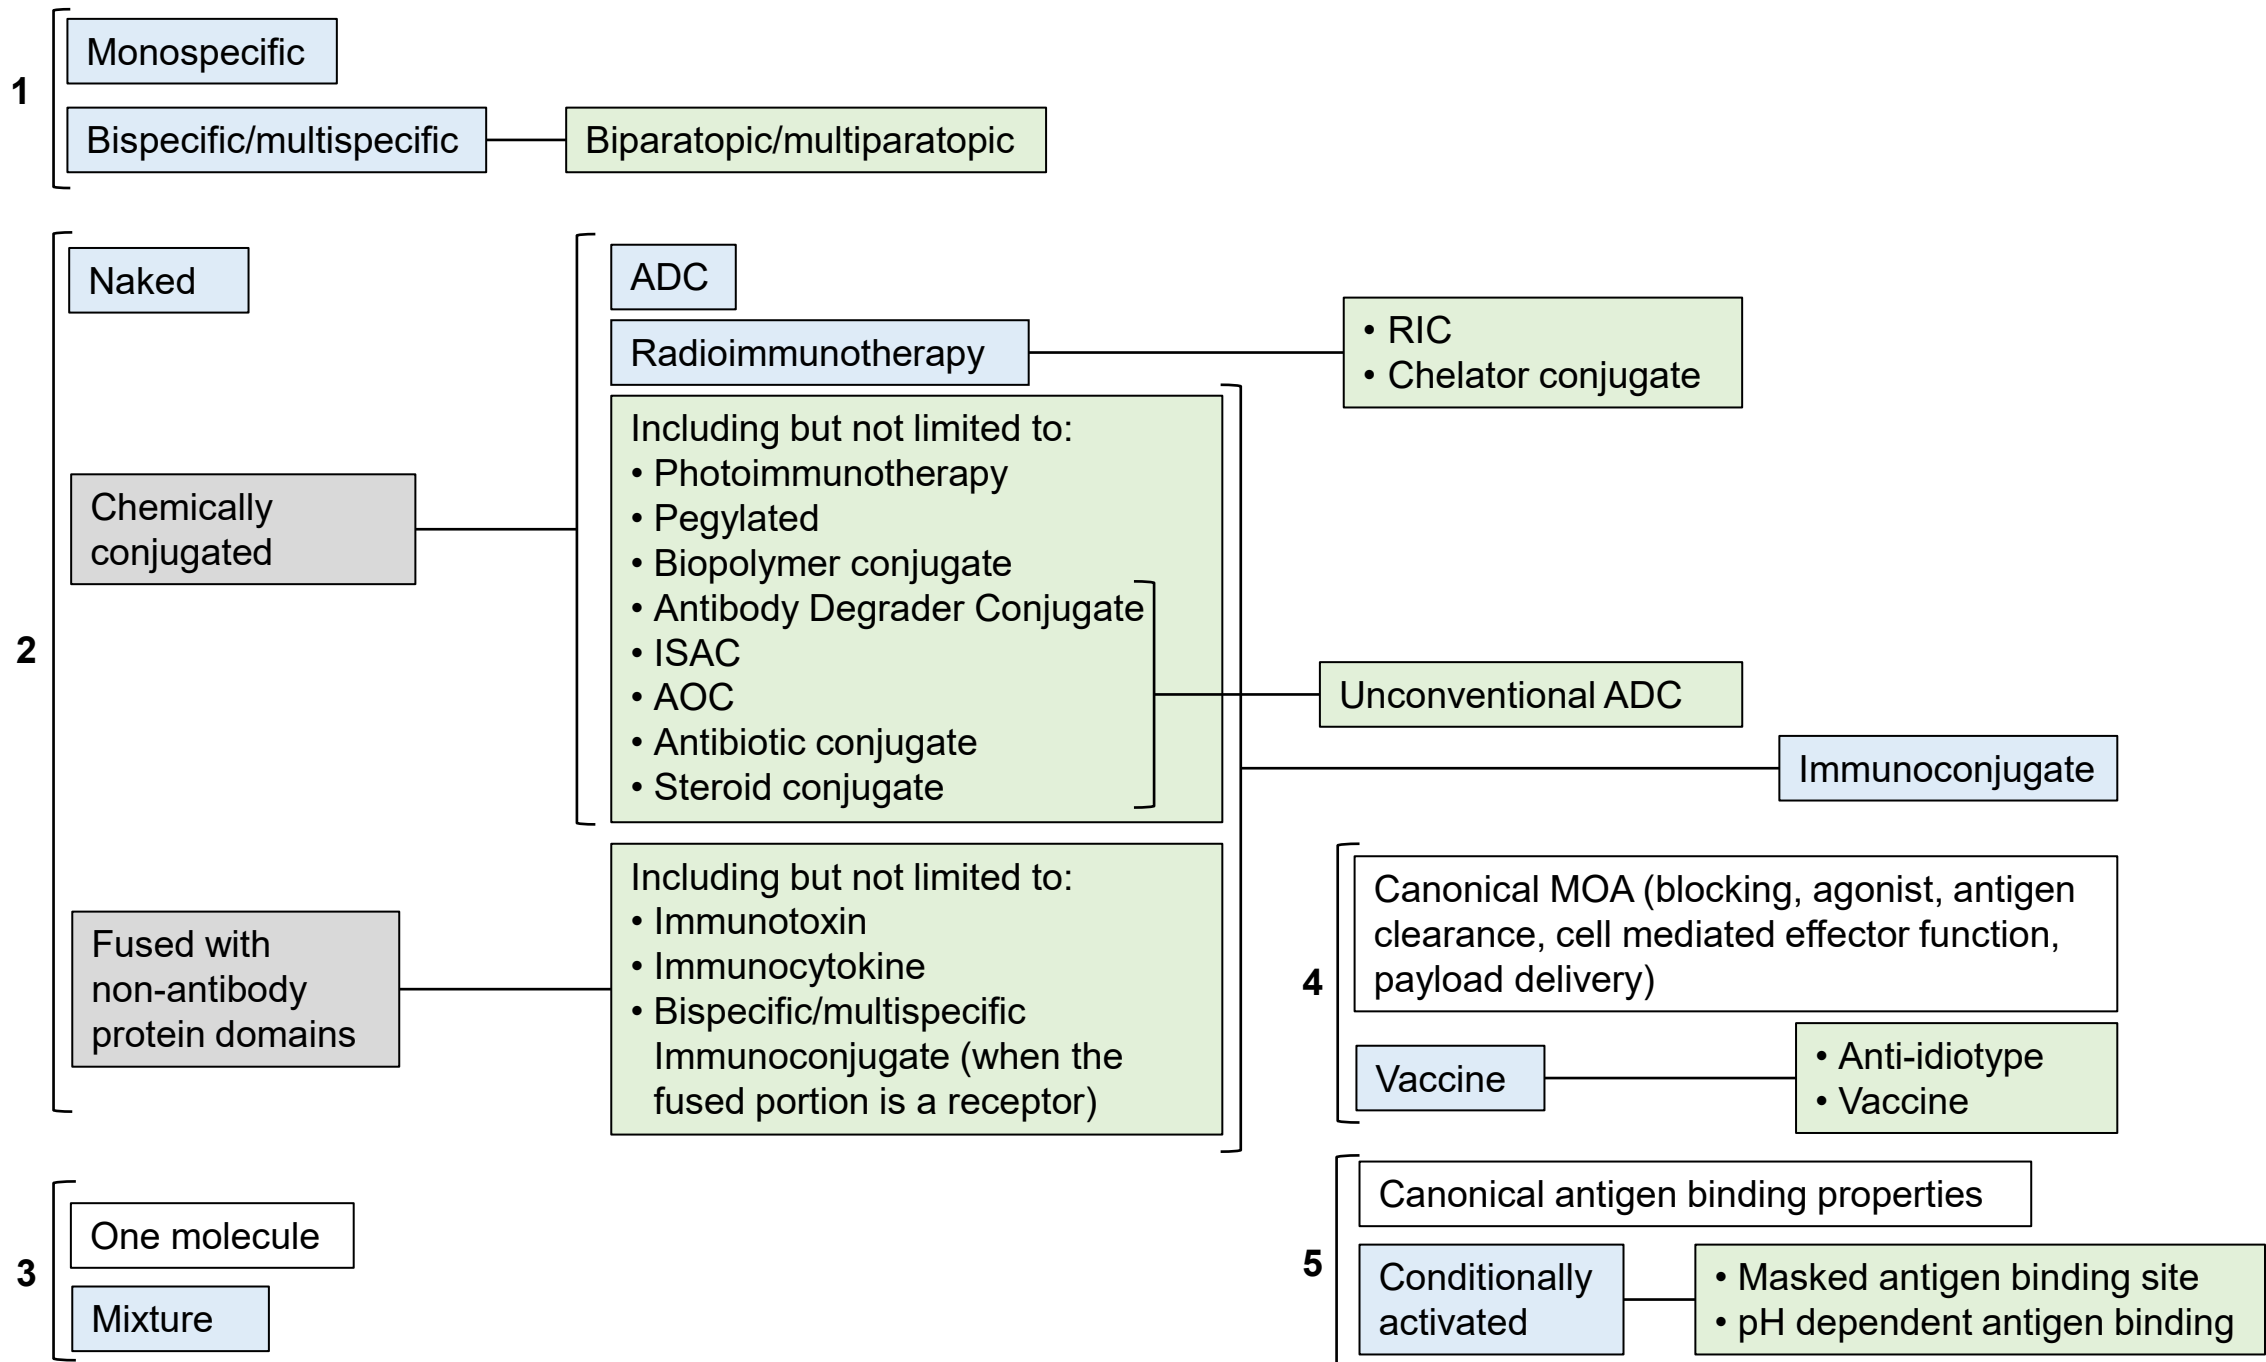 1
Monospecific
Bispecific/multispecific
Biparatopic/multiparatopic
2
Naked
Chemically
conjugated
ADC
Radioimmunotherapy
• RIC
• Chelator conjugate
Including but not limited to:
• Photoimmunotherapy
• Pegylated
• Biopolymer conjugate
• Antibody Degrader Conjugate
• ISAC
• AOC
• Antibiotic conjugate
• Steroid conjugate
Unconventional ADC
Immunoconjugate
Fused with
non-antibody
protein domains
Including but not limited to:
• Immunotoxin
• Immunocytokine
• Bispecific/multispecific
Immunoconjugate (when the
fused portion is a receptor)
3
One molecule
Mixture
4
Canonical MOA (blocking, agonist, antigen
clearance, cell mediated effector function,
payload delivery)
Vaccine
• Anti-idiotype
• Vaccine
5
Canonical antigen binding properties
Conditionally
activated
• Masked antigen binding site
• pH dependent antigen binding